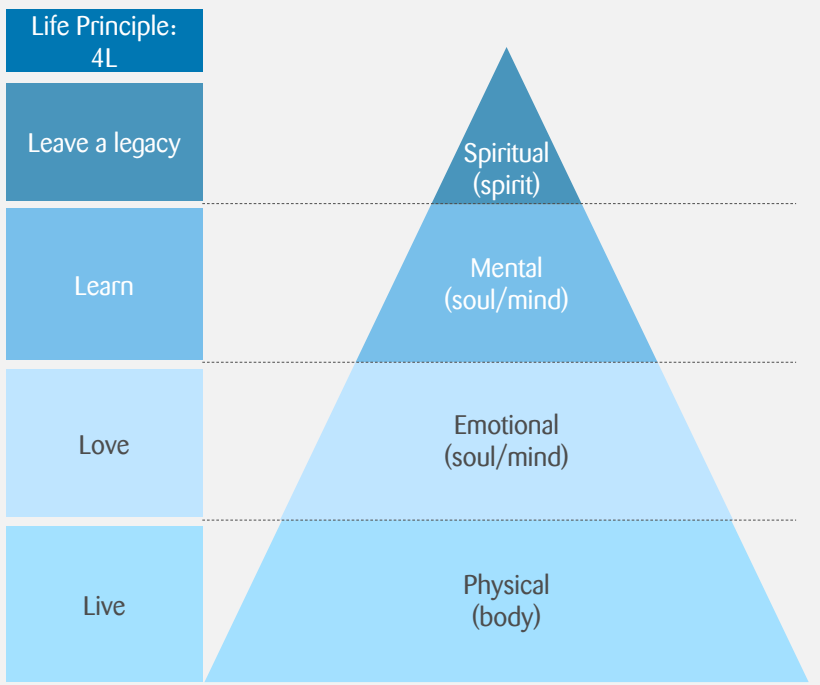 Life Principle:
4L
Leave a legacy
Spiritual
(spirit)
Learn
Mental
(soul/mind)
Love
Emotional
(soul/mind)
Live
Physical
(body)